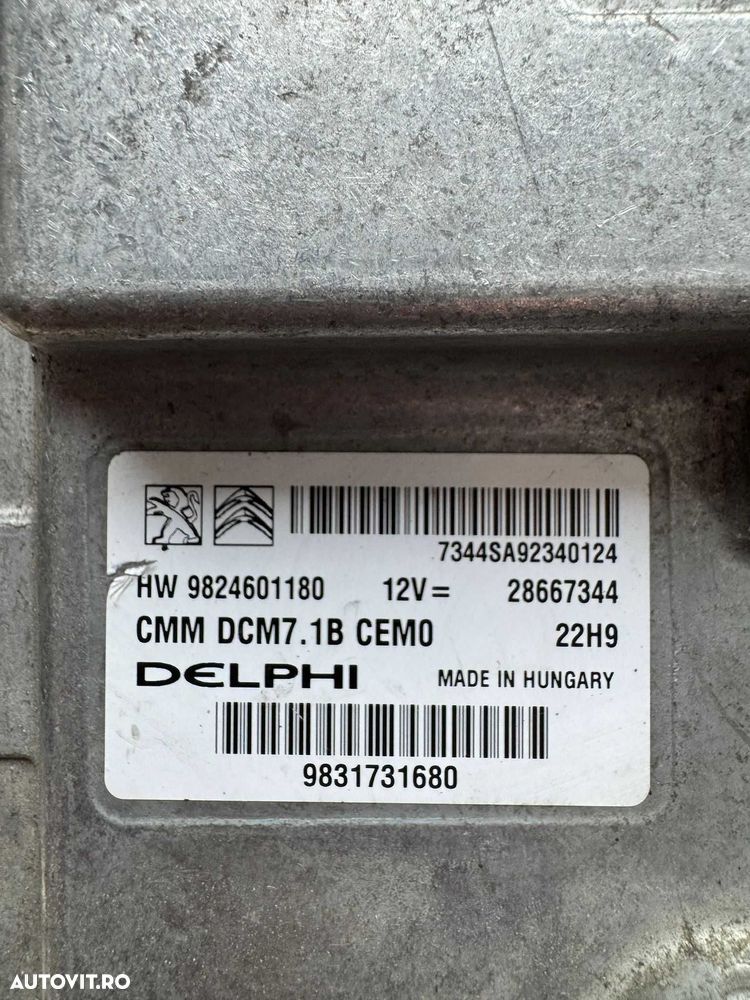 7344SA92340124
HW 9824601180 12V= 28667344
CMM DCM7.1B CEM0 22H9
DELPHI MADE IN HUNGARY
9831731680
AUTOVIT.RO